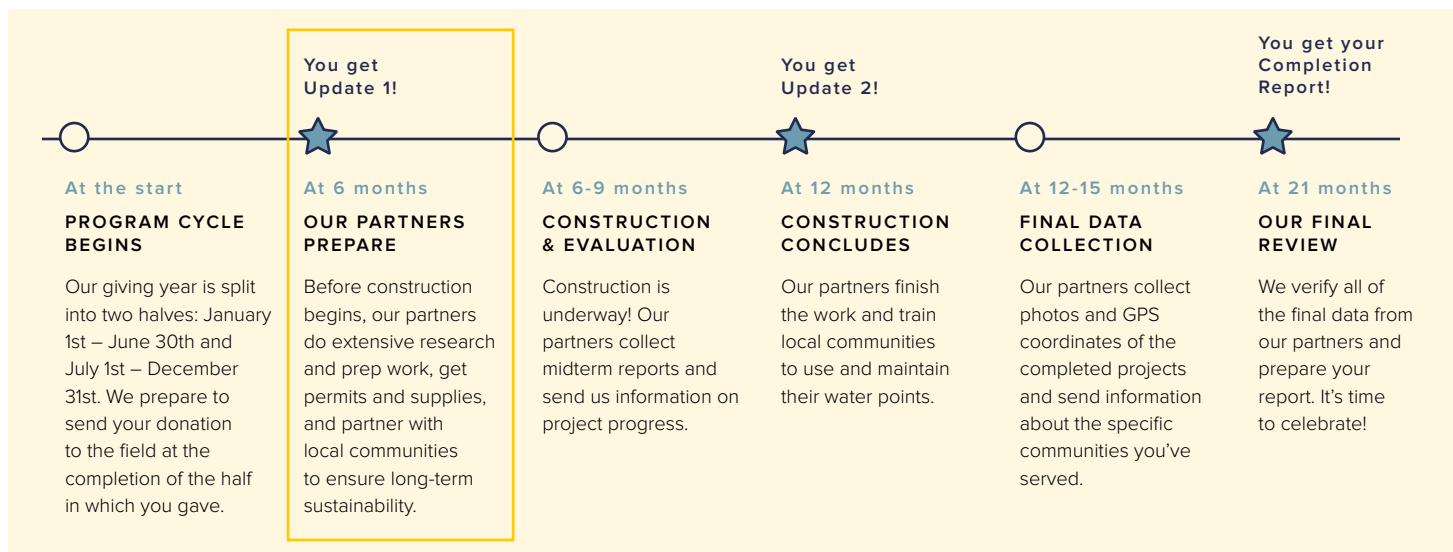 At the start
PROGRAM CYCLE
BEGINS
Our giving year is split
into two halves: January
1st – June 30th and
July 1st – December
31st. We prepare to
send your donation
to the field at the
completion of the half
in which you gave.
You get
Update 1!
At 6 months
OUR PARTNERS
PREPARE
Before construction
begins, our partners
do extensive research
and prep work, get
permits and supplies,
and partner with
local communities
to ensure long-term
sustainability.
At 6-9 months
CONSTRUCTION
& EVALUATION
Construction is
underway! Our
partners collect
midterm reports and
send us information on
project progress.
You get
Update 2!
At 12 months
CONSTRUCTION
CONCLUDES
Our partners finish
the work and train
local communities
to use and maintain
their water points.
At 12-15 months
FINAL DATA
COLLECTION
Our partners collect
photos and GPS
coordinates of the
completed projects
and send information
about the specific
communities you’ve
served.
You get your
Completion
Report!
At 21 months
OUR FINAL
REVIEW
We verify all of
the final data from
our partners and
prepare your
report. It’s time
to celebrate!